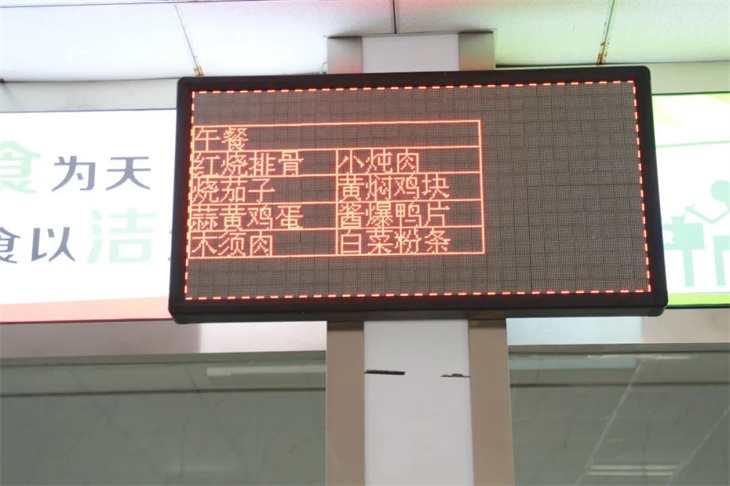 食为天
食以洁
午餐
红烧排骨 小炖肉
烧茄子 黄焖鸡块
蒜黄鸡蛋 酱爆鸭片
木须肉 白菜粉条